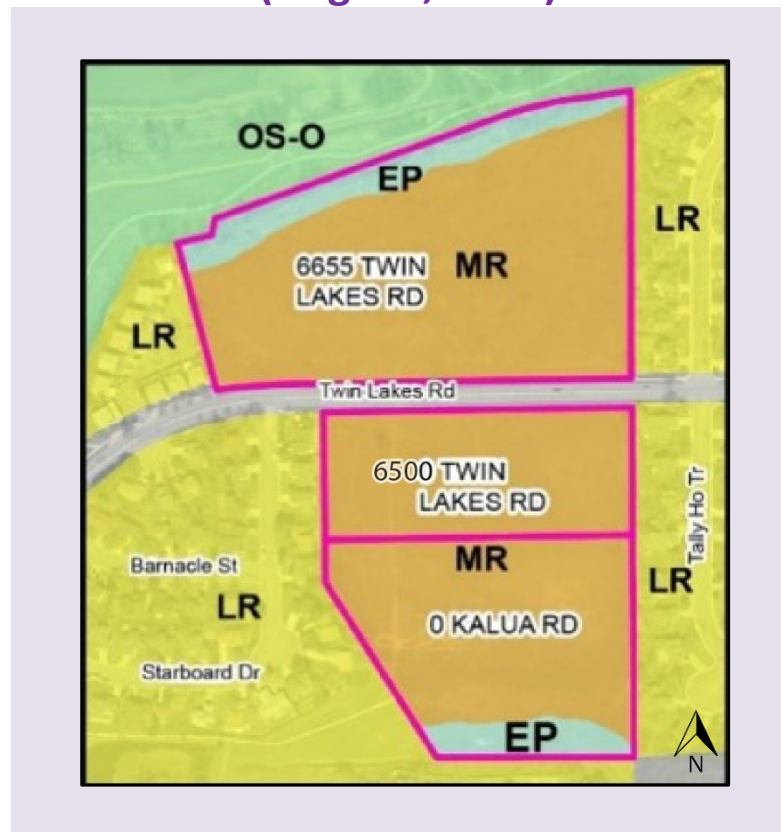 OS-O
EP
LR
6655 TWIN
LAKES RD
MR
LR
Twin Lakes Rd
6500 TWIN
LAKES RD
Tally Ho Tr
Barnacle St
MR
LR
LR
0 KALUA RD
Starboard Dr
EP
N